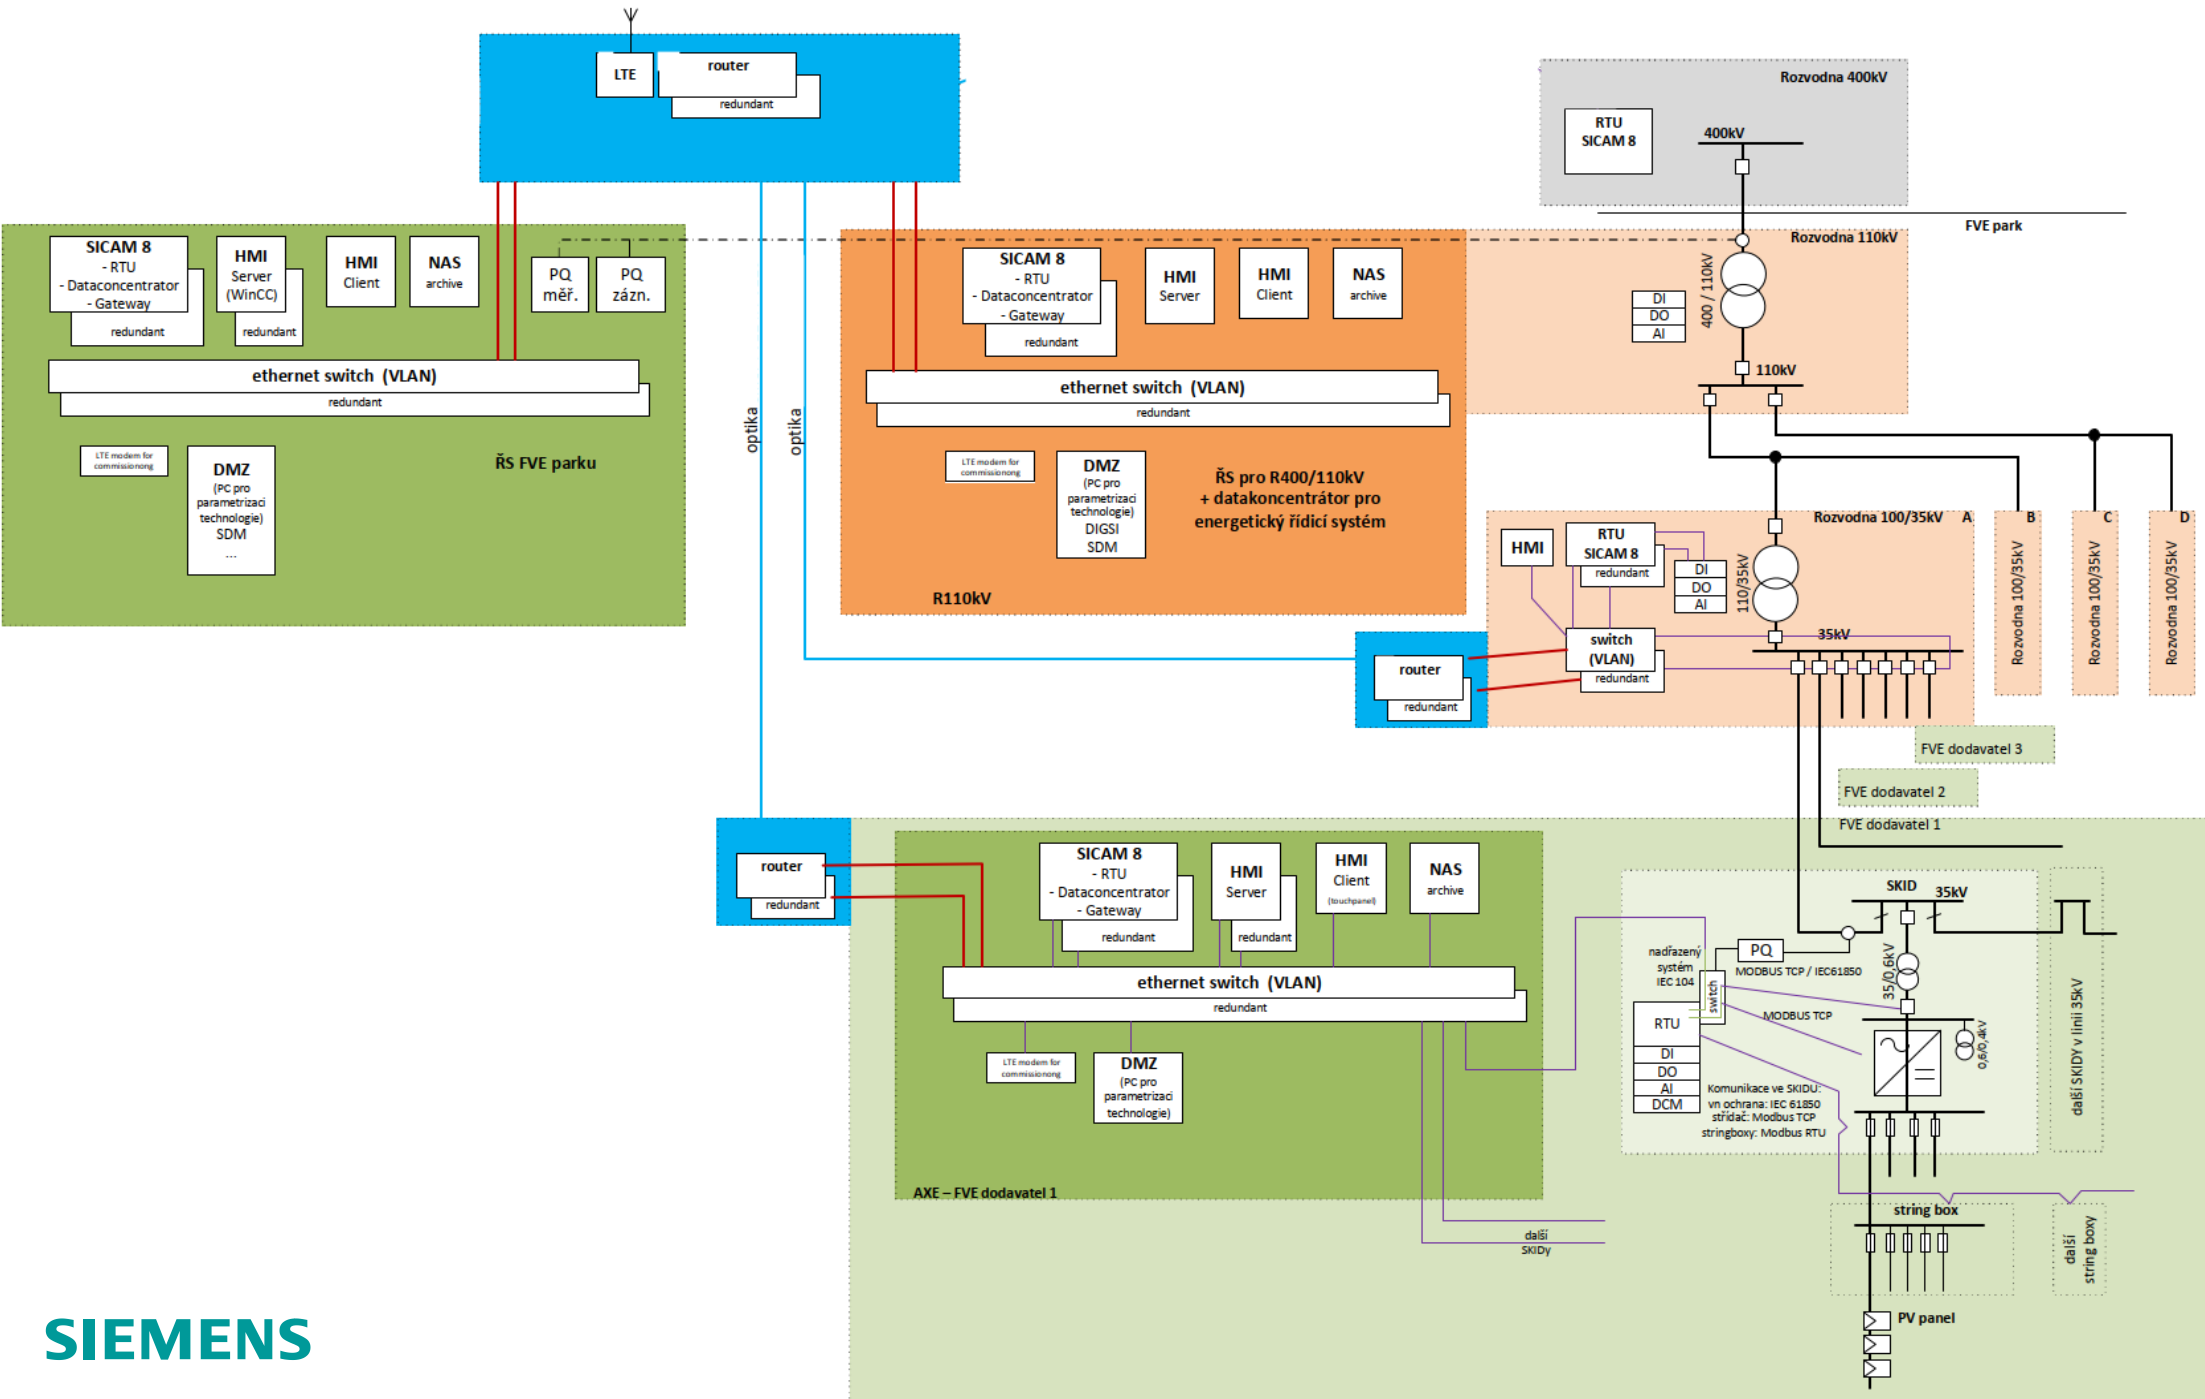 LTE
router
redundant
Rozvodna 400kV
RTU
SICAM 8
400kV
FVE park
SICAM 8
- RTU
- Dataconcentrator
- Gateway
redundant
HMI
Server
(WinCC)
redundant
HMI
Client
NAS
archive
PQ
měř.
PQ
zázn.
ethernet switch (VLAN)
redundant
LTE modem for
commissionong
DMZ
(PC pro
parametrizaci
technologie)
SDM
...
ŘS FVE parku
optika
optika
SICAM 8
- RTU
- Dataconcentrator
- Gateway
redundant
HMI
Server
HMI
Client
NAS
archive
ethernet switch (VLAN)
redundant
LTE modem for
commissionong
DMZ
(PC pro
parametrizaci
technologie)
DIGSI
SDM
ŘS pro R400/110kV
+ datakoncentrátor pro
energetický řídicí systém
R110kV
Rozvodna 110kV
DI
DO
AI
400 / 110kV
110kV
Rozvodna 100/35kV A
HMI
RTU
SICAM 8
redundant
DI
DO
AI
110/35kV
switch
(VLAN)
redundant
35kV
router
redundant
B
Rozvodna 100/35kV
C
Rozvodna 100/35kV
D
Rozvodna 100/35kV
FVE dodavatel 3
FVE dodavatel 2
FVE dodavatel 1
router
redundant
SICAM 8
- RTU
- Dataconcentrator
- Gateway
redundant
HMI
Server
redundant
HMI
Client
(touchpanel)
NAS
archive
ethernet switch (VLAN)
redundant
LTE modem for
commissionong
DMZ
(PC pro
parametrizaci
technologie)
AXE – FVE dodavatel 1
další
SKIDy
SKID
35kV
nadřazený
systém
IEC 104
PQ
MODBUS TCP / IEC61850
switch
35/0,6kV
MODBUS TCP
RTU
DI
DO
AI
DCM
0,6/0,4kV
Komunikace ve SKIDU:
vn ochrana: IEC 61850
střídač: Modbus TCP
stringboxy: Modbus RTU
další SKIDY v linii 35kV
string box
další
string boxy
PV panel
SIEMENS